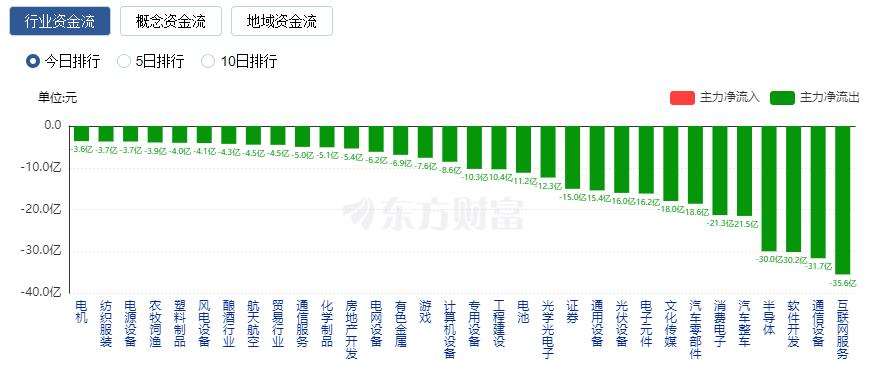 行业资金流 概念资金流 地域资金流
今日排行 5日排行 10日排行
单位:元 主力净流入 主力净流出
0.0
-10.0亿
-20.0亿
-30.0亿
-40.0亿
-3.6亿 -3.7亿 -3.7亿 -3.9亿 -4.0亿 -4.1亿 -4.3亿 -4.5亿 -4.5亿 -5.0亿 -5.1亿 -5.4亿 -6.2亿 -6.9亿 -7.6亿 -8.6亿 -10.3亿 -10.4亿 -11.2亿 -12.3亿 -15.0亿 -15.4亿 -16.0亿 -16.2亿 -18.0亿 -18.6亿 -21.3亿 -21.5亿 -30.0亿 -30.2亿 -31.7亿 -35.6亿
东方财富
电机
纺织服装
电源设备
农牧饲渔
塑料制品
风电设备
酿酒行业
航天航空
贸易行业
通信服务
化学制品
房地产开发
电网设备
有色金属
游戏
计算机设备
专用设备
工程建设
电池
光学光电子
证券
通用设备
光伏设备
电子元件
文化传媒
汽车零部件
消费电子
汽车整车
半导体
软件开发
通信设备
互联网服务